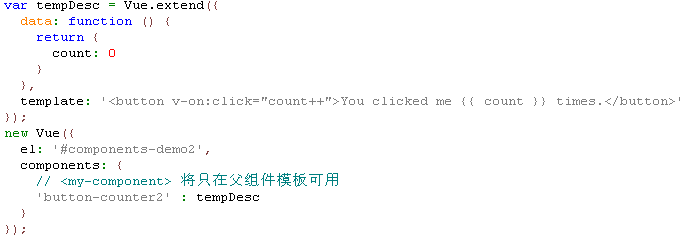 var tempDesc = Vue.extend({
  data: function () {
    return {
      count: 0
    }
  },
  template: '<button v-on:click="count++">You clicked me {{ count }} times.</button>'
});
new Vue({
  el: '#components-demo2',
  components: {
    // <my-component> 将只在父组件模板可用
    'button-counter2' : tempDesc
  }
});